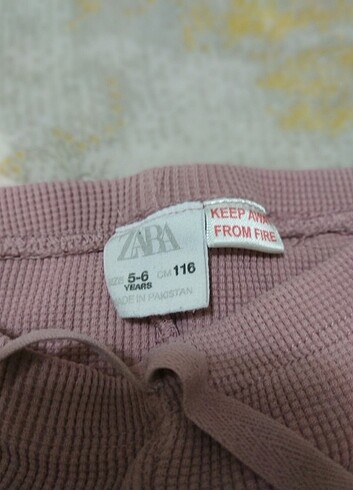 ZARA
SIZE 5-6 CM 116
YEARS
MADE IN PAKISTAN
KEEP AWAY
FROM FIRE